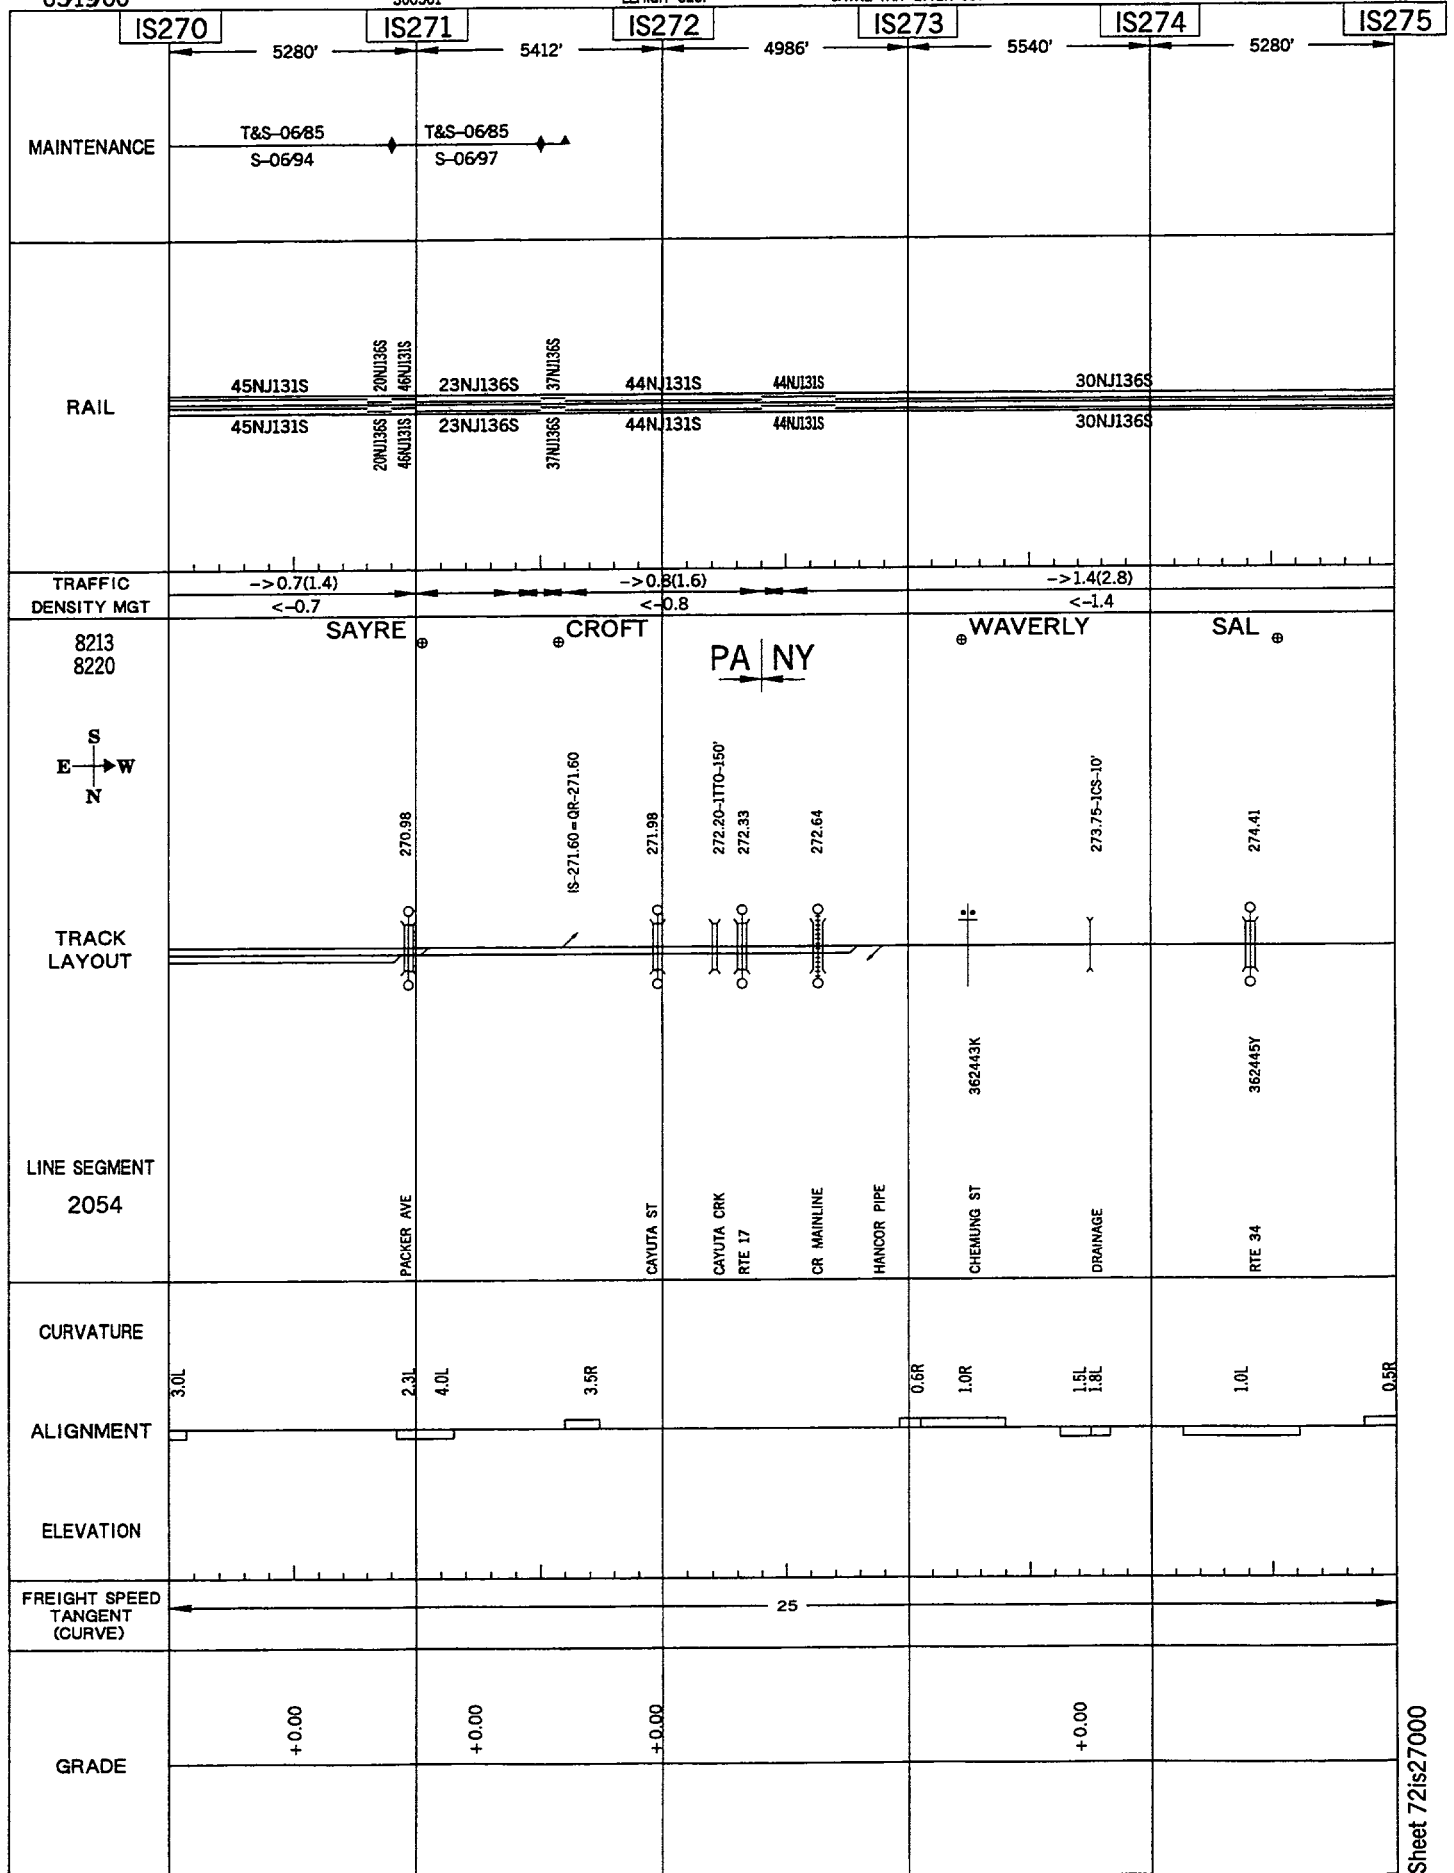 IS270 IS271 IS272 IS273 IS274 IS275
5280' 5412' 4986' 5540' 5280'
MAINTENANCE
T&S-06/85 T&S-06/85
S-06/94 S-06/97
RAIL
45NJ131S 20NJ136S 46NJ131S 23NJ136S 37NJ136S 44NJ131S 44NJ131S 30NJ136S
45NJ131S 20NJ136S 46NJ131S 23NJ136S 37NJ136S 44NJ131S 44NJ131S 30NJ136S
TRAFFIC
DENSITY MGT
->0.7(1.4) ->0.8(1.6) ->1.4(2.8)
<-0.7 <-0.8 <-1.4
8213
8220
SAYRE CROFT WAVERLY SAL
PA NY
S
E W
N
270.98
IS-271.60=QR-271.60
271.98
272.20-1TTO-150'
272.33
272.64
273.75-1CS-10'
274.41
TRACK
LAYOUT
362443K
362445Y
LINE SEGMENT
2054
PACKER AVE
CAYUTA ST
CAYUTA CRK
RTE 17
CR MAINLINE
HANCOR PIPE
CHEMUNG ST
DRAINAGE
RTE 34
CURVATURE
3.0L 2.3L 4.0L 3.5R 0.6R 1.0R 1.5L 1.8L 1.0L 0.5R
ALIGNMENT
ELEVATION
FREIGHT SPEED
TANGENT
(CURVE)
25
GRADE
+0.00 +0.00 +0.00 +0.00
Sheet 72is27000